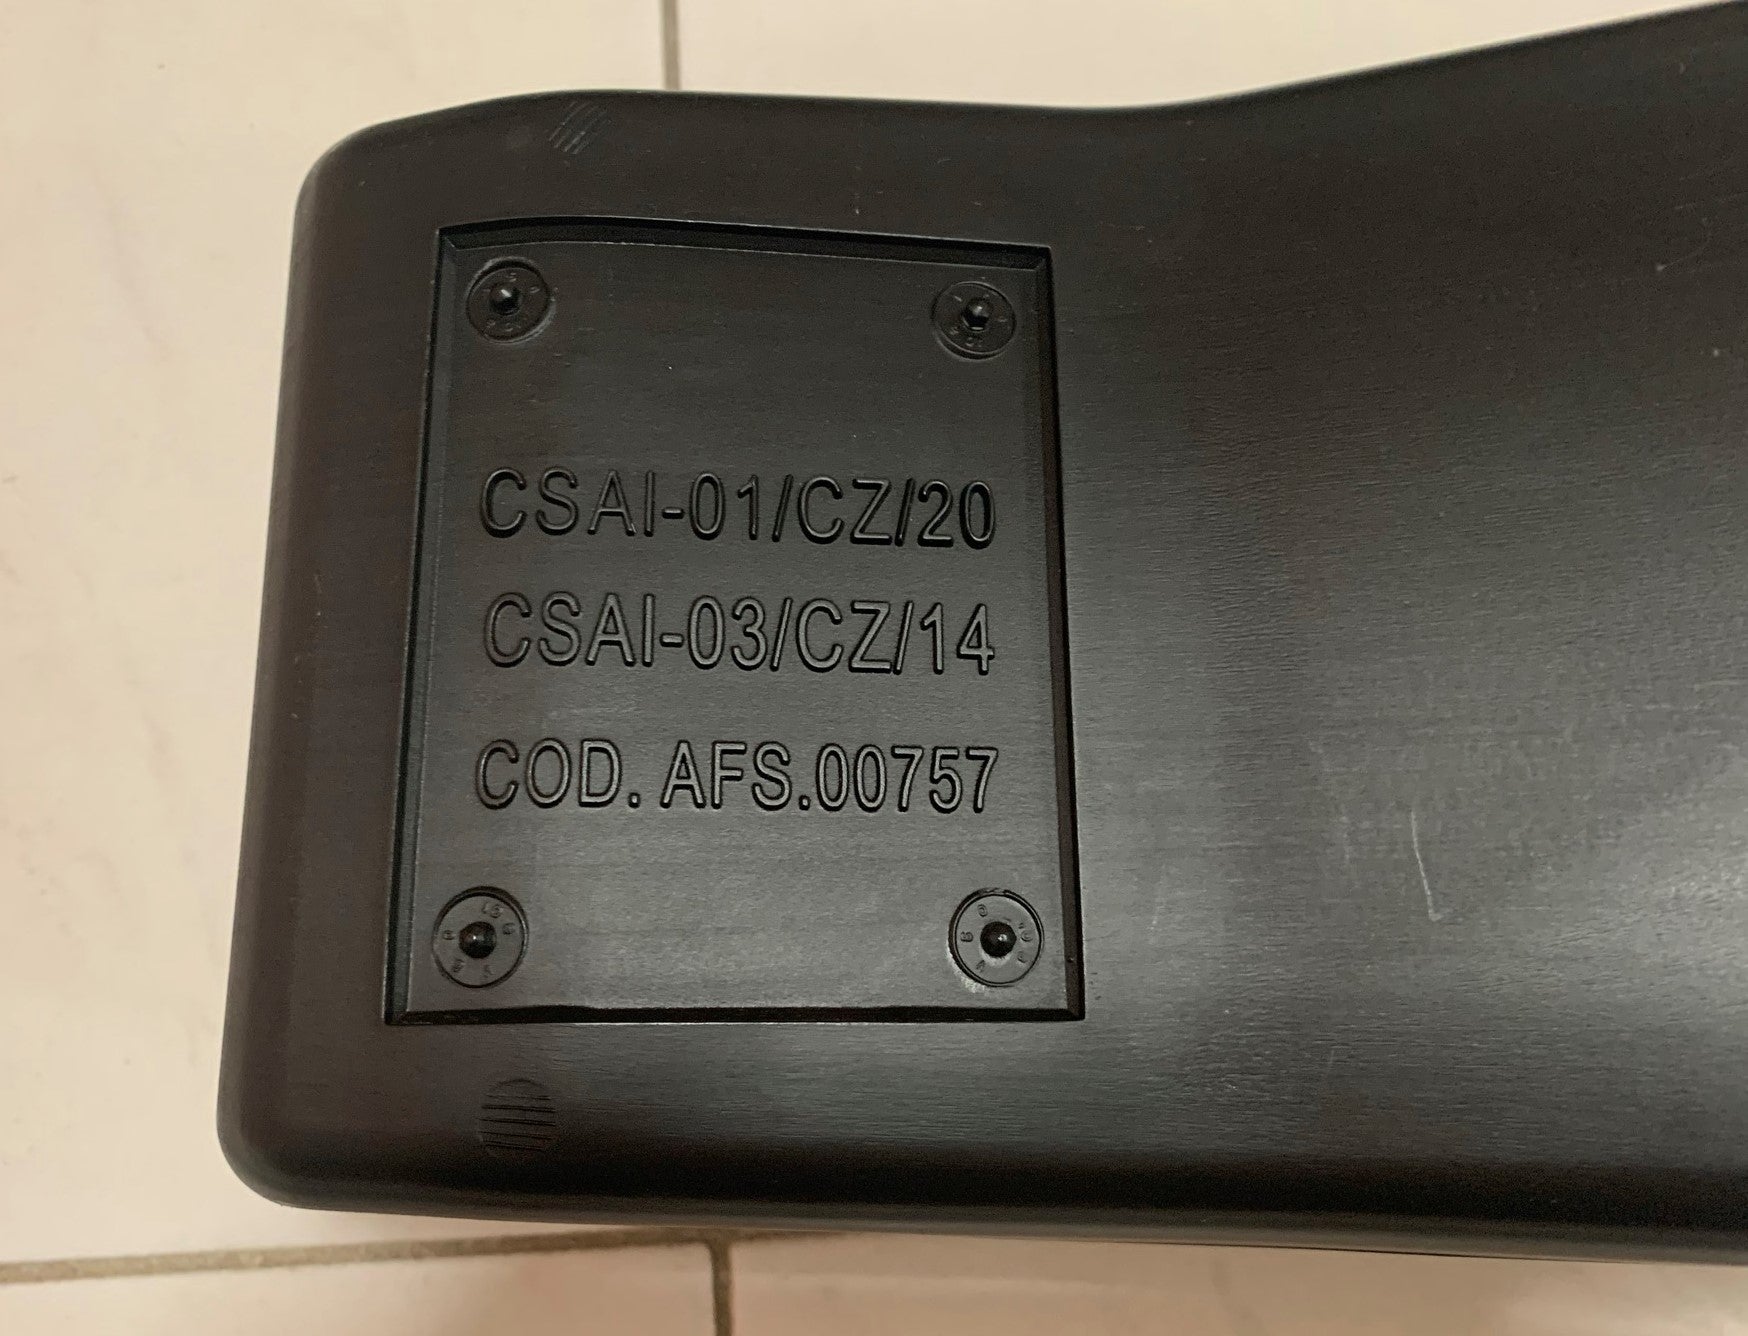 CSAI-01/CZ/20
CSAI-03/CZ/14
COD. AFS.00757